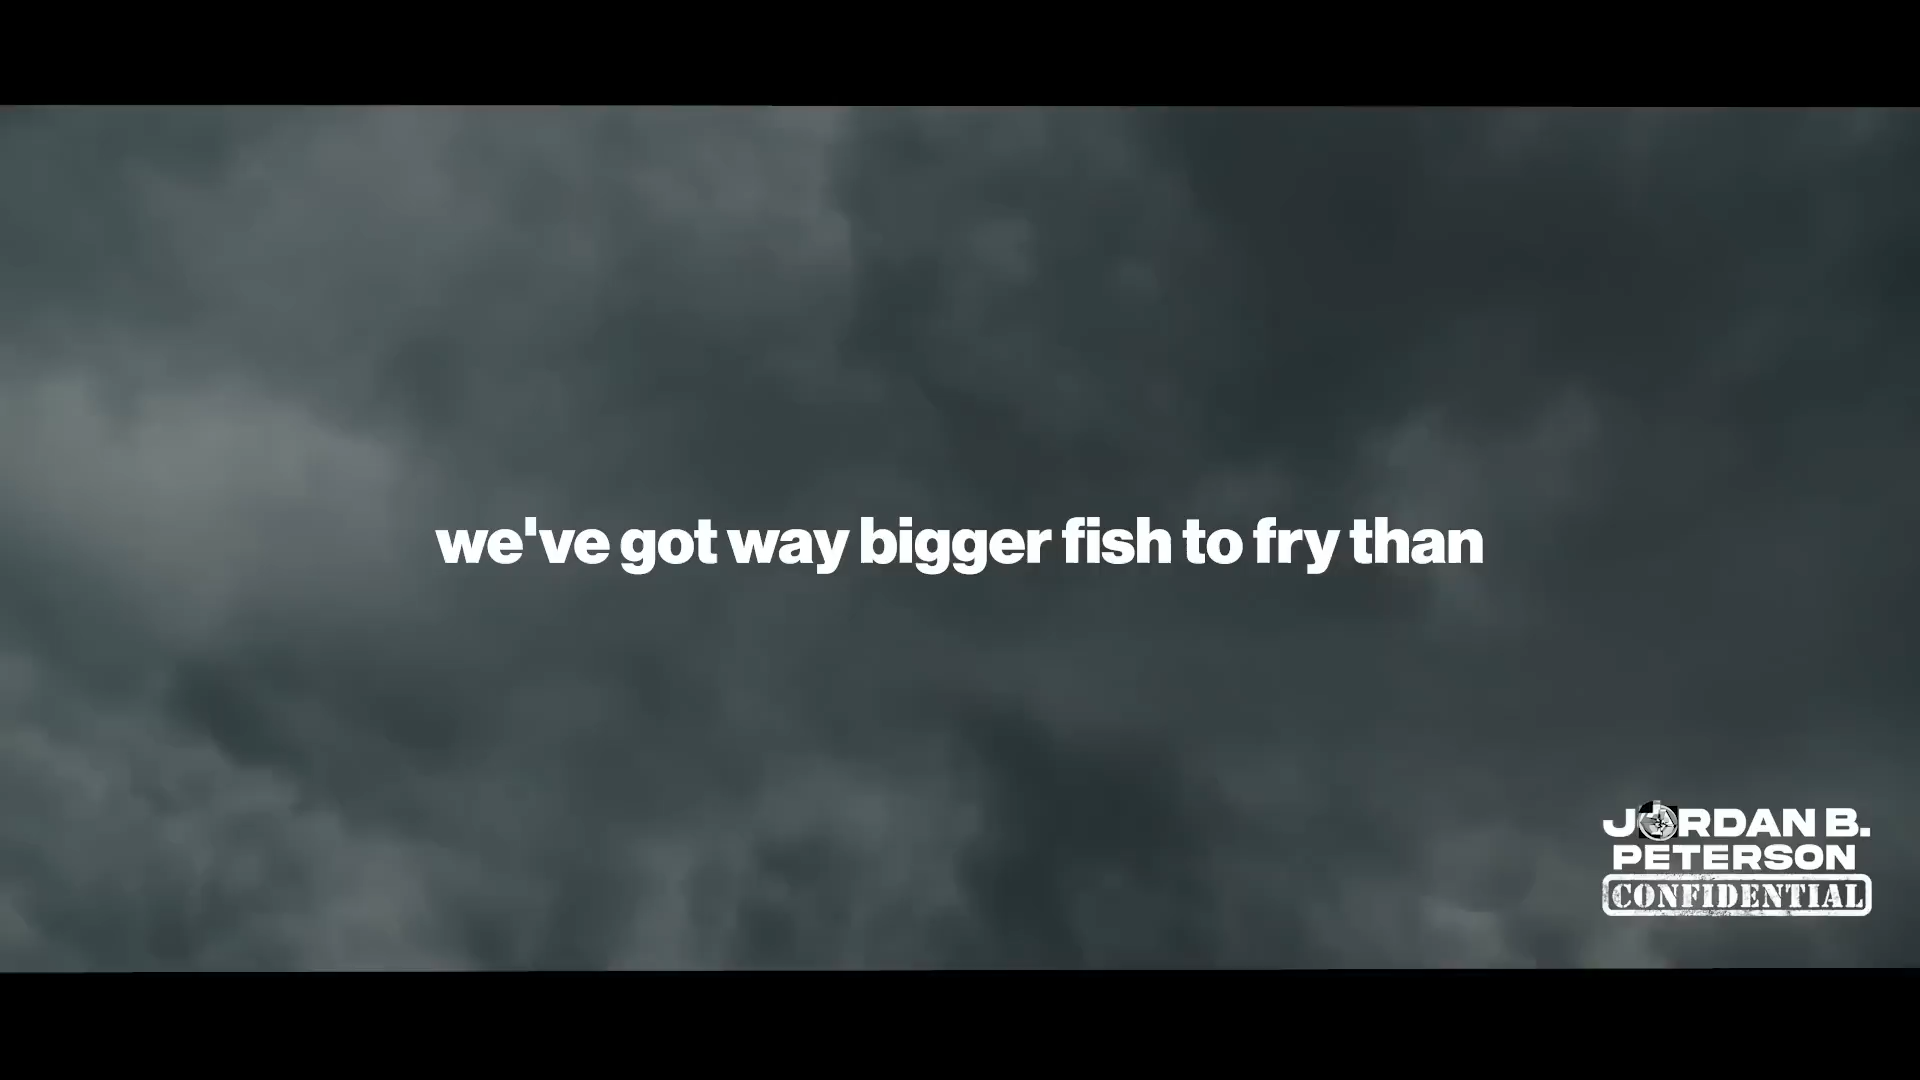 we've got way bigger fish to fry than
JORDAN B.
PETERSON
CONFIDENTIAL